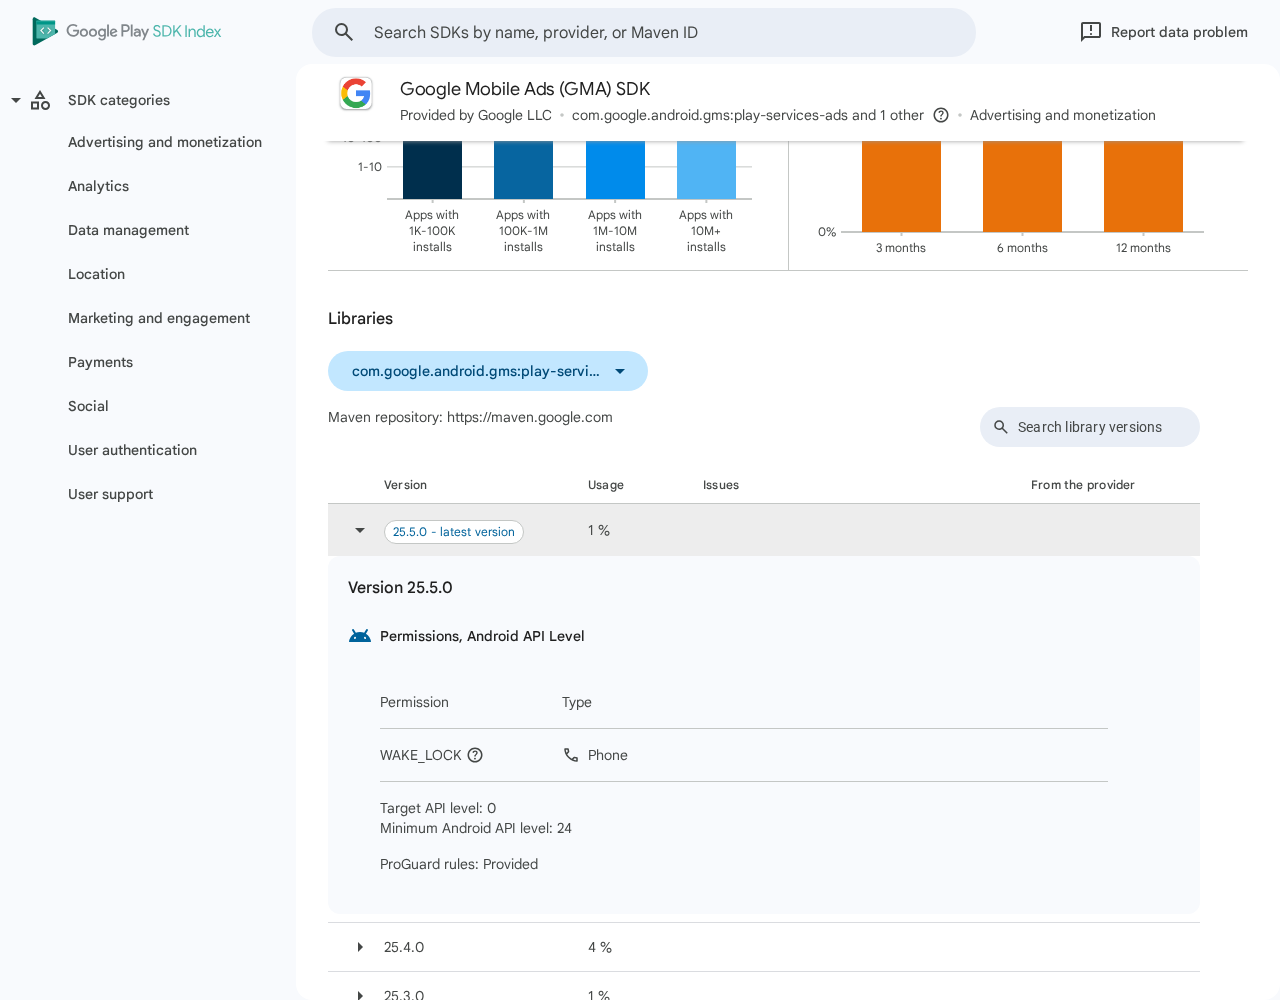 Google Play SDK Index
Search SDKs by name, provider, or Maven ID
Report data problem
SDK categories
Advertising and monetization
Analytics
Data management
Location
Marketing and engagement
Payments
Social
User authentication
User support
Google Mobile Ads (GMA) SDK
Provided by Google LLC • com.google.android.gms:play-services-ads and 1 other • Advertising and monetization
1-10
Apps with 1K-100K installs
Apps with 100K-1M installs
Apps with 1M-10M installs
Apps with 10M+ installs
0%
3 months
6 months
12 months
Libraries
com.google.android.gms:play-servi...
Maven repository: https://maven.google.com
Search library versions
Version Usage Issues From the provider
25.5.0 - latest version 1 %
Version 25.5.0
Permissions, Android API Level
Permission Type
WAKE_LOCK Phone
Target API level: 0
Minimum Android API level: 24
ProGuard rules: Provided
25.4.0 4 %
25.3.0 1 %